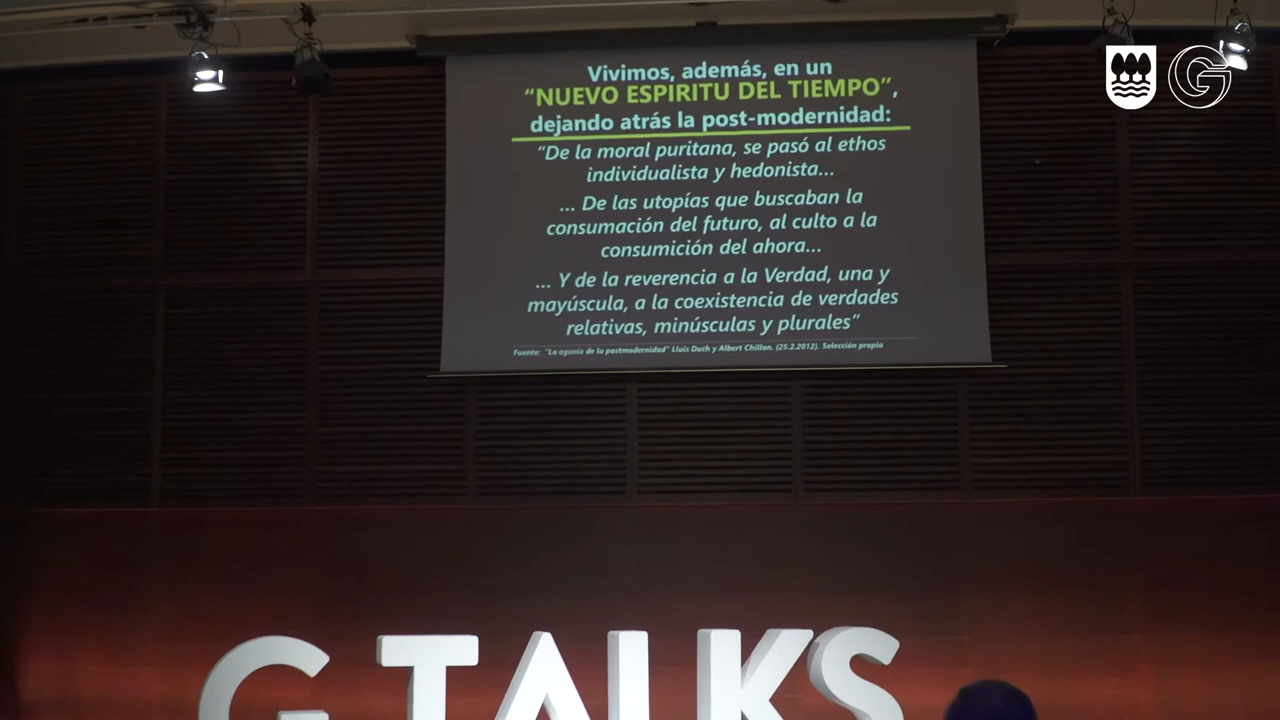 Vivimos, además, en un
“NUEVO ESPIRITU DEL TIEMPO”,
dejando atrás la post-modernidad:
“De la moral puritana, se pasó al ethos
individualista y hedonista...
... De las utopías que buscaban la
consumación del futuro, al culto a la
consumición del ahora...
... Y de la reverencia a la Verdad, una y
mayúscula, a la coexistencia de verdades
relativas, minúsculas y plurales”
Fuente: "La agonía de la postmodernidad" Lluis Duch y Albert Chillon. (25.2.2012). Selección propia
G
G TALKS